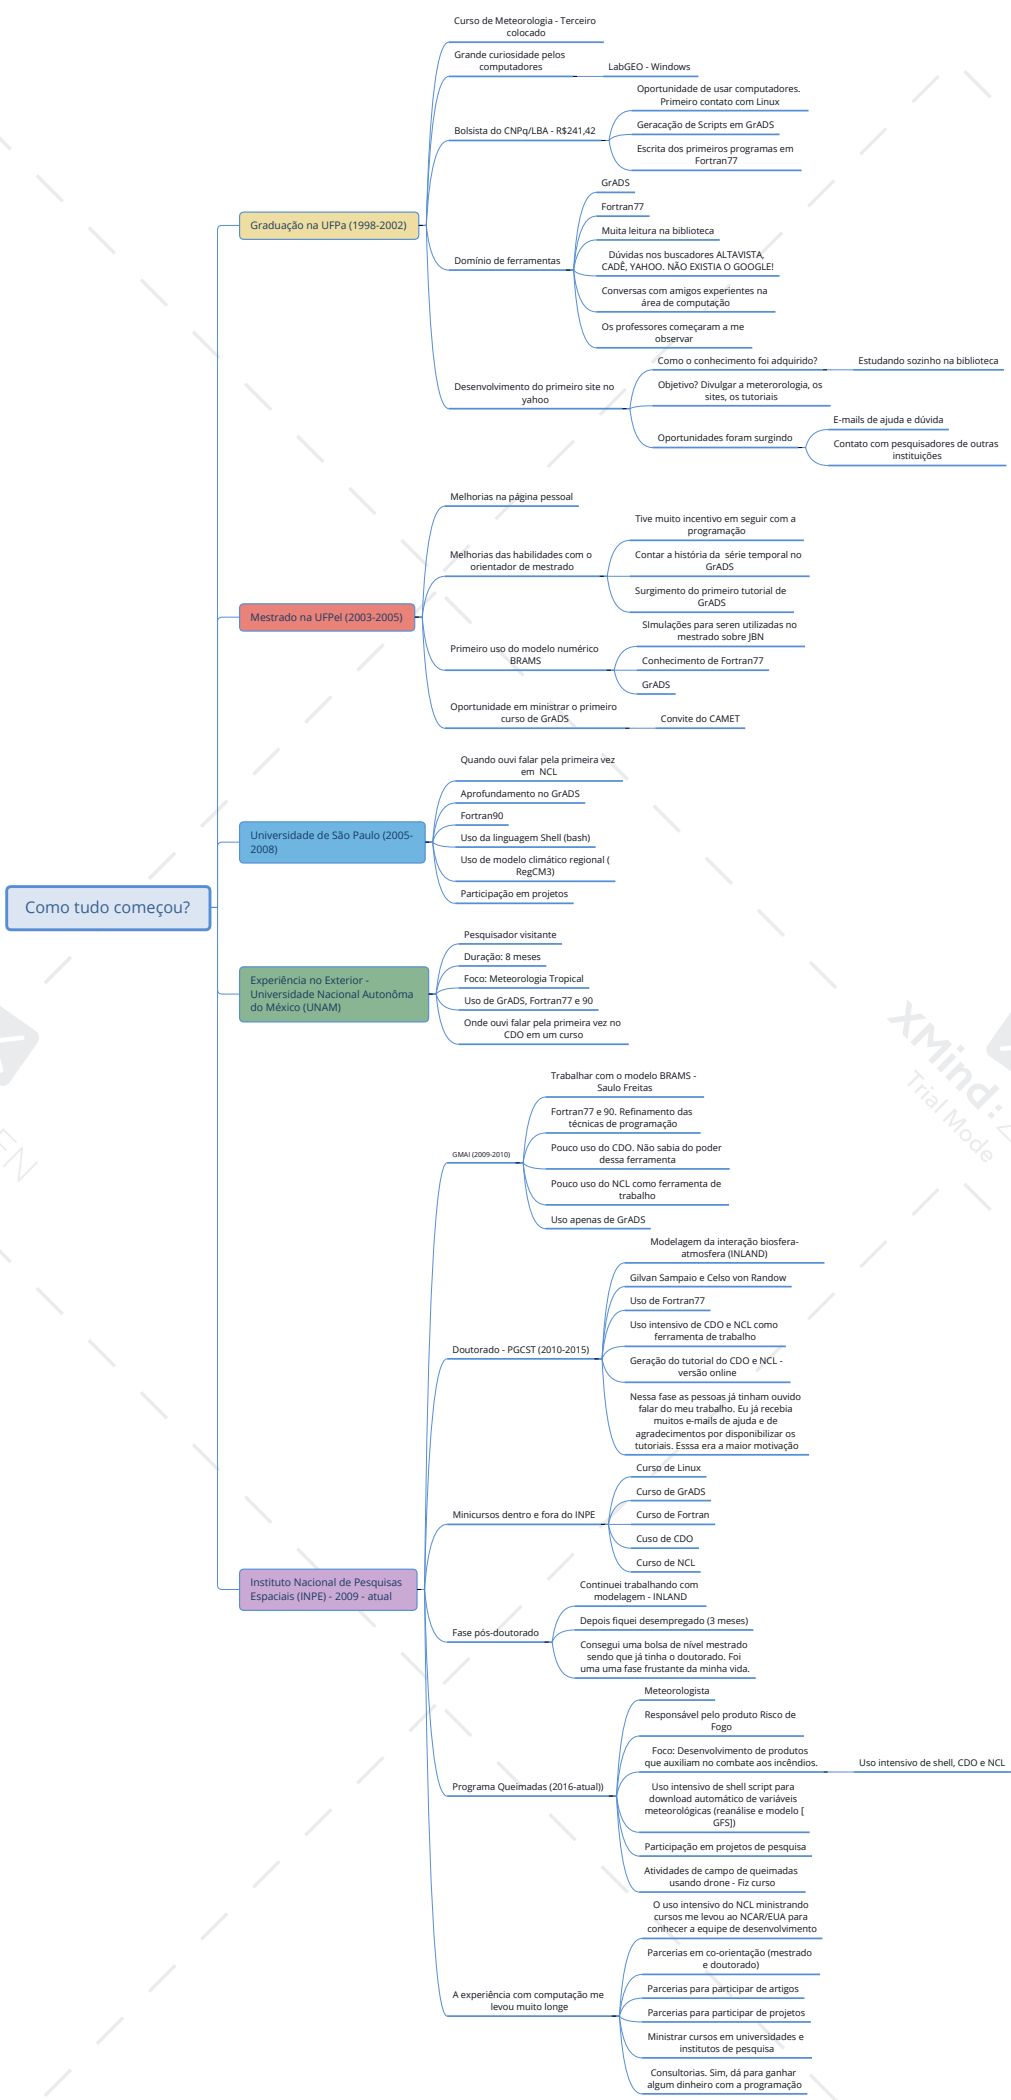 Como tudo começou?
Graduação na UFPa (1998-2002)
Curso de Meteorologia - Terceiro
colocado
Grande curiosidade pelos
computadores
LabGEO - Windows
Bolsista do CNPq/LBA - R$241,42
Oportunidade de usar computadores.
Primeiro contato com Linux
Geracação de Scripts em GrADS
Escrita dos primeiros programas em
Fortran77
Domínio de ferramentas
GrADS
Fortran77
Muita leitura na biblioteca
Dúvidas nos buscadores ALTAVISTA,
CADÊ, YAHOO. NÃO EXISTIA O GOOGLE!
Conversas com amigos experientes na
área de computação
Os professores começaram a me
observar
Desenvolvimento do primeiro site no
yahoo
Como o conhecimento foi adquirido?
Estudando sozinho na biblioteca
Objetivo? Divulgar a meterorologia, os
sites, os tutoriais
Oportunidades foram surgindo
E-mails de ajuda e dúvida
Contato com pesquisadores de outras
instituições
Mestrado na UFPel (2003-2005)
Melhorias na página pessoal
Melhorias das habilidades com o
orientador de mestrado
Tive muito incentivo em seguir com a
programação
Contar a história da  série temporal no
GrADS
Surgimento do primeiro tutorial de
GrADS
Primeiro uso do modelo numérico
BRAMS
SImulações para seren utilizadas no
mestrado sobre JBN
Conhecimento de Fortran77
GrADS
Oportunidade em ministrar o primeiro
curso de GrADS
Convite do CAMET
Universidade de São Paulo (2005-
2008)
Quando ouvi falar pela primeira vez
em  NCL
Aprofundamento no GrADS
Fortran90
Uso da linguagem Shell (bash)
Uso de modelo climático regional (
RegCM3)
Participação em projetos
Experiência no Exterior -
Universidade Nacional Autonôma
do México (UNAM)
Pesquisador visitante
Duração: 8 meses
Foco: Meteorologia Tropical
Uso de GrADS, Fortran77 e 90
Onde ouvi falar pela primeira vez no
CDO em um curso
Instituto Nacional de Pesquisas
Espaciais (INPE) - 2009 - atual
GMAI (2009-2010)
Trabalhar com o modelo BRAMS -
Saulo Freitas
Fortran77 e 90. Refinamento das
técnicas de programação
Pouco uso do CDO. Não sabia do poder
dessa ferramenta
Pouco uso do NCL como ferramenta de
trabalho
Uso apenas de GrADS
Doutorado - PGCST (2010-2015)
Modelagem da interação biosfera-
atmosfera (INLAND)
Gilvan Sampaio e Celso von Randow
Uso de Fortran77
Uso intensivo de CDO e NCL como
ferramenta de trabalho
Geração do tutorial do CDO e NCL -
versão online
Nessa fase as pessoas já tinham ouvido
falar do meu trabalho. Eu já recebia
muitos e-mails de ajuda e de
agradecimentos por disponibilizar os
tutoriais. Esssa era a maior motivação
Minicursos dentro e fora do INPE
Curso de Linux
Curso de GrADS
Curso de Fortran
Cuso de CDO
Curso de NCL
Fase pós-doutorado
Continuei trabalhando com
modelagem - INLAND
Depois fiquei desempregado (3 meses)
Consegui uma bolsa de nível mestrado
sendo que já tinha o doutorado. Foi
uma uma fase frustante da minha vida.
Programa Queimadas (2016-atual))
Meteorologista
Responsável pelo produto Risco de
Fogo
Foco: Desenvolvimento de produtos
que auxiliam no combate aos incêndios.
Uso intensivo de shell, CDO e NCL
Uso intensivo de shell script para
download automático de variáveis
meteorológicas (reanálise e modelo [
GFS])
Participação em projetos de pesquisa
Atividades de campo de queimadas
usando drone - Fiz curso
A experiência com computação me
levou muito longe
O uso intensivo do NCL ministrando
cursos me levou ao NCAR/EUA para
conhecer a equipe de desenvolvimento
Parcerias em co-orientação (mestrado
e doutorado)
Parcerias para participar de artigos
Parcerias para participar de projetos
Ministrar cursos em universidades e
institutos de pesquisa
Consultorias. Sim, dá para ganhar
algum dinheiro com a programação
XMind:
Trial Mode
EN